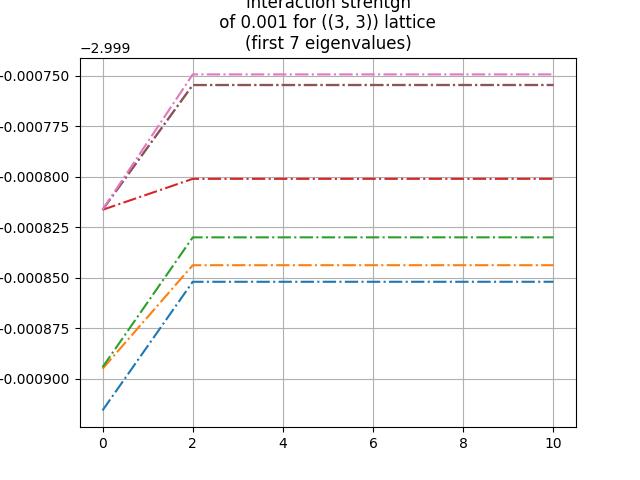 interaction strentgh
of 0.001 for ((3, 3)) lattice
(first 7 eigenvalues)
−2.999
-0.000750
-0.000775
-0.000800
-0.000825
-0.000850
-0.000875
-0.000900
0 2 4 6 8 10